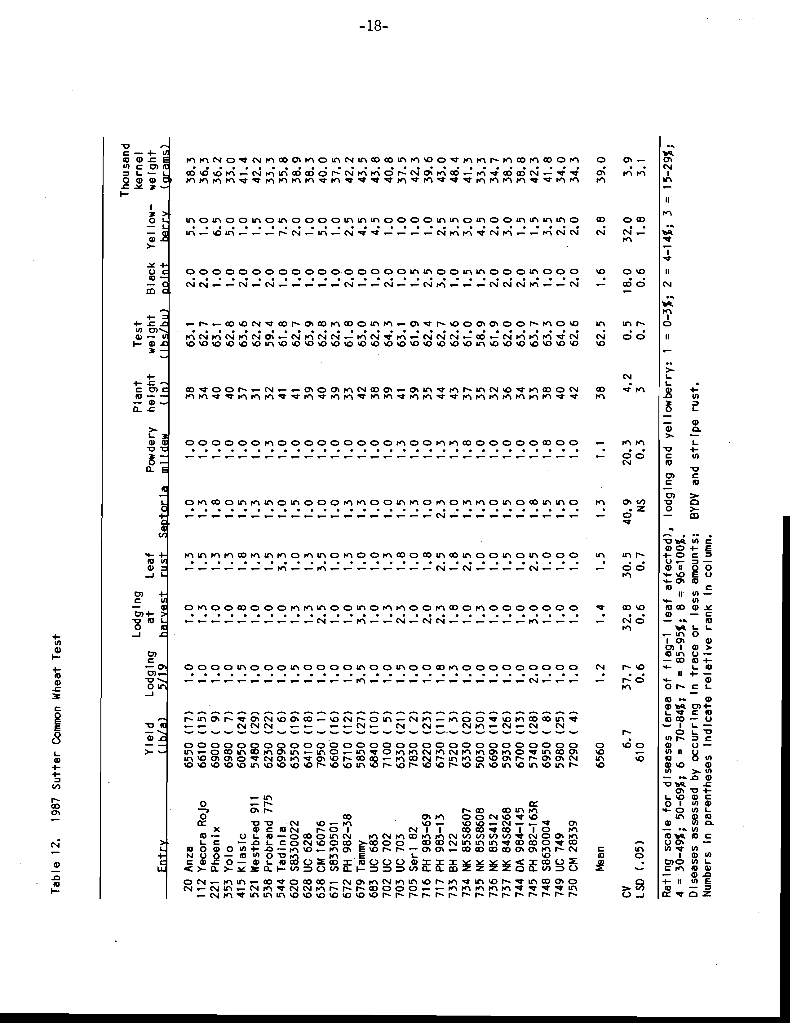 -18-
Table 12. 1987 Sutter Common Wheat Test
Entry Yield (lb/a) Lodging 5/19 Lodging at harvest Leaf rust Septoria Powdery mildew Plant height (in) Test weight (lbs/bu) Black point Yellow-berry Thousand kernel weight (grams)
20 Anza 6550 (17) 1.0 1.0 1.3 1.0 1.0 38 63.1 2.0 5.5 38.3
112 Yecora Rojo 6610 (15) 1.0 1.3 1.5 1.3 1.0 34 62.7 2.0 1.0 36.3
221 Phoenix 6900 ( 9) 1.0 1.0 1.3 1.8 1.0 40 63.1 1.0 6.5 36.2
353 Yolo 6980 ( 7) 1.0 1.0 1.3 1.0 1.0 40 62.8 1.0 5.0 33.0
415 Klasic 6050 (24) 1.5 1.8 1.8 1.5 1.0 37 63.6 2.0 1.0 41.4
521 Westbred 911 5480 (29) 1.0 1.0 1.3 1.3 1.0 31 62.2 1.0 1.5 42.2
538 Probrand 775 6230 (22) 1.0 1.0 1.5 1.5 1.3 32 59.4 2.0 1.0 33.3
544 Tadinia 6990 ( 6) 1.0 1.0 3.3 1.0 1.0 41 61.8 1.0 7.5 35.8
620 S8330022 6350 (19) 1.5 1.3 1.0 1.5 1.0 41 62.7 2.0 2.0 38.9
628 UC 628 6410 (18) 1.0 1.3 1.3 1.0 1.0 39 63.9 1.0 1.0 38.3
638 CM 16076 7950 ( 1) 1.0 2.5 3.5 1.0 1.0 40 62.8 1.0 5.0 40.0
671 S8330501 6600 (16) 1.0 1.0 1.0 1.0 1.0 39 62.3 1.0 1.0 37.5
672 PH 982-38 6710 (12) 1.0 1.0 1.3 1.3 1.0 33 61.8 2.0 2.5 42.2
679 Tammy 5850 (27) 3.5 3.5 1.0 1.3 1.0 42 63.0 1.0 4.5 43.5
683 UC 683 6840 (10) 1.0 1.0 1.3 1.0 1.0 38 62.5 1.0 4.5 43.8
702 UC 702 7100 ( 5) 1.0 1.3 1.3 1.0 1.0 39 64.3 2.0 1.0 40.8
703 UC 703 6330 (21) 1.5 2.3 1.8 1.5 1.3 41 63.1 1.0 1.0 37.5
705 Seri 82 7830 ( 2) 1.0 1.0 1.0 1.3 1.0 39 61.9 1.5 1.0 42.3
716 PH 983-69 6220 (23) 1.0 2.0 1.8 1.0 1.0 35 62.4 2.5 1.0 39.6
717 PH 983-13 6730 (11) 1.8 2.3 2.5 2.3 1.3 44 62.7 3.0 2.5 43.0
733 BH 122 7520 ( 3) 1.3 1.8 1.8 1.0 1.3 43 62.6 1.0 3.5 48.4
734 NK 85S8607 6330 (20) 1.0 1.0 2.5 1.3 1.8 37 61.0 1.5 3.0 41.3
735 NK 85S8608 5030 (30) 1.0 1.3 1.0 1.3 1.0 35 58.9 1.5 4.5 33.3
736 NK 85S412 6690 (14) 1.0 1.0 1.0 1.0 1.0 32 61.9 1.0 2.0 34.7
737 NK 84S8268 5930 (26) 1.0 1.0 1.5 1.5 1.0 36 62.0 2.0 3.0 38.3
744 DA 984-145 6700 (13) 1.0 1.0 1.0 1.0 1.0 34 63.0 2.0 1.5 38.8
745 PH 982-163R 5740 (28) 2.0 3.0 2.5 1.8 1.0 33 63.7 3.5 1.5 42.3
748 S8630004 6950 ( 8) 1.0 1.0 1.0 1.5 1.8 38 63.3 1.0 3.5 41.8
749 UC 749 5980 (25) 1.0 1.0 1.0 1.5 1.0 40 64.0 1.0 2.5 34.0
750 CM 28339 7290 ( 4) 1.0 1.0 1.0 1.0 1.0 42 62.6 2.0 2.0 34.3
Mean 6560 1.2 1.4 1.5 1.3 1.1 38 62.5 1.6 2.8 39.0
CV 6.7 37.7 32.8 30.5 40.9 20.3 4.2 0.5 18.0 32.0 3.9
LSD (.05) 610 0.6 0.6 0.7 NS 0.3 3 0.7 0.6 1.8 3.1
Rating scale for diseases (area of flag-1 leaf affected), lodging and yellowberry: 1 = 0-3%; 2 = 4-14%; 3 = 15-29%;
4 = 30-49%; 50-69%; 6 = 70-84%; 7 = 85-95%; 8 = 96=100%.
Diseases assessed by occurring in trace or less amounts: BYDV and stripe rust.
Numbers in parentheses indicate relative rank in column.